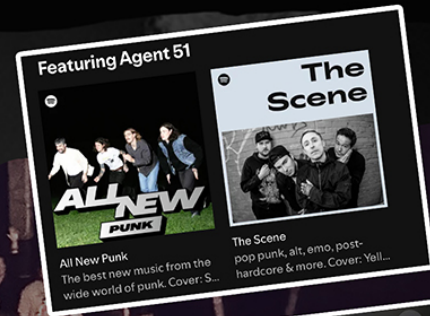 Featuring Agent 51
The
Scene
ALL NEW
PUNK
All New Punk
The best new music from the
wide world of punk. Cover: S...
The Scene
pop punk, alt, emo, post-
hardcore & more. Cover: Yell...